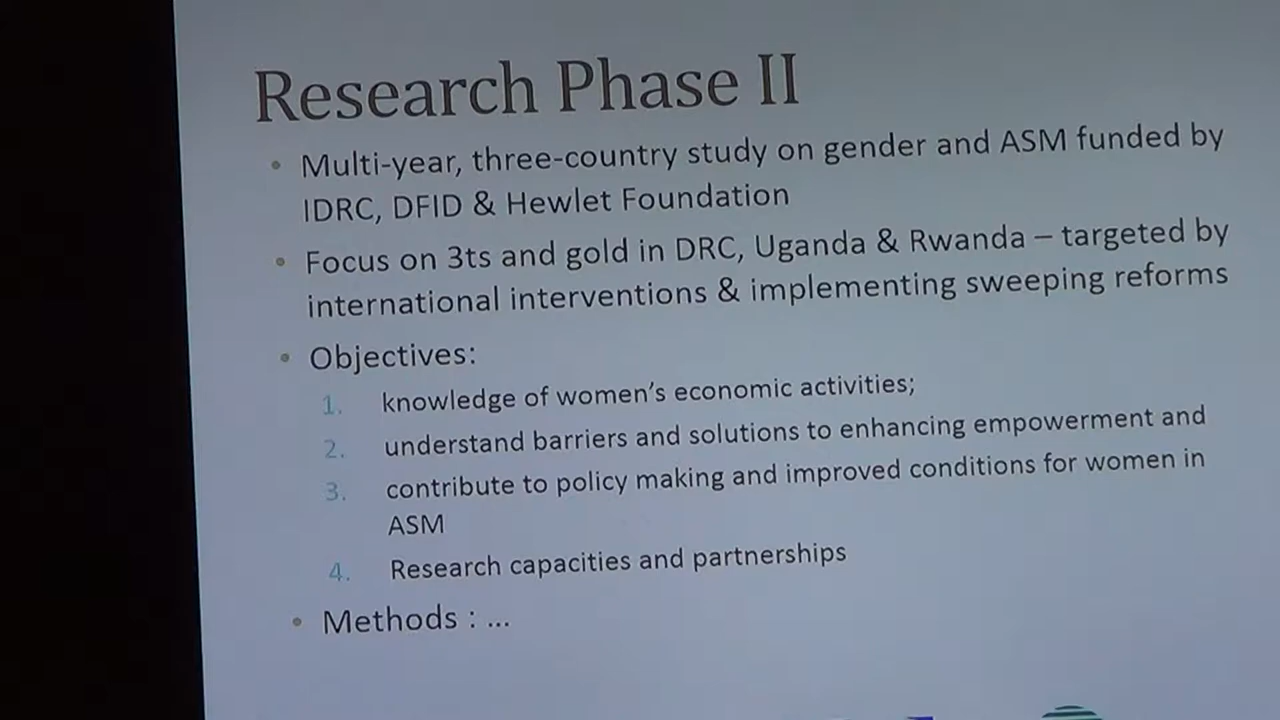 Research Phase II
• Multi-year, three-country study on gender and ASM funded by
IDRC, DFID & Hewlet Foundation
• Focus on 3ts and gold in DRC, Uganda & Rwanda – targeted by
international interventions & implementing sweeping reforms
• Objectives:
1. knowledge of women’s economic activities;
2. understand barriers and solutions to enhancing empowerment and
3. contribute to policy making and improved conditions for women in
ASM
4. Research capacities and partnerships
• Methods : ...